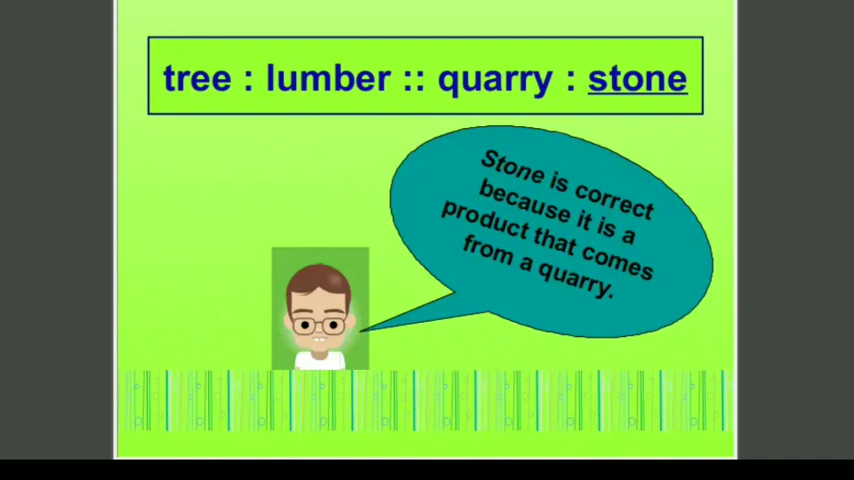 tree : lumber :: quarry : stone
Stone is correct
because it is a
product that comes
from a quarry.